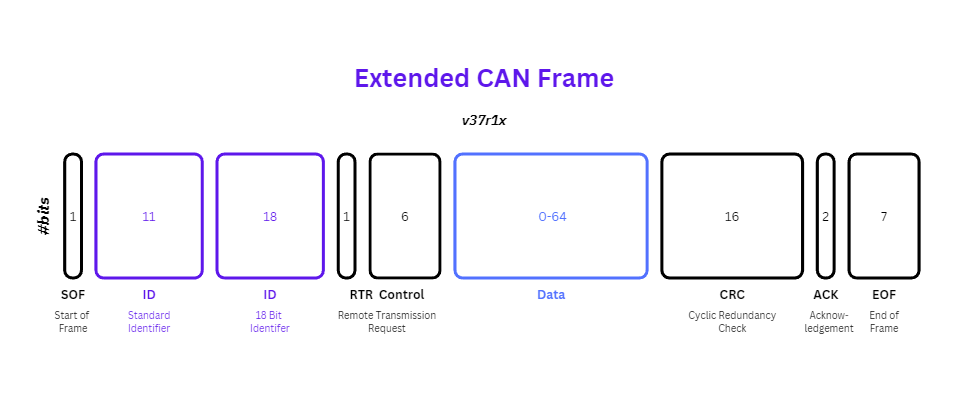 Extended CAN Frame
v37r1x
#bits
1 11 18 1 6 0-64 16 2 7
SOF ID ID RTR Control Data CRC ACK EOF
Start of Standard 18 Bit Remote Transmission Cyclic Redundancy Acknow- End of
Frame Identifier Identifer Request Check ledgement Frame